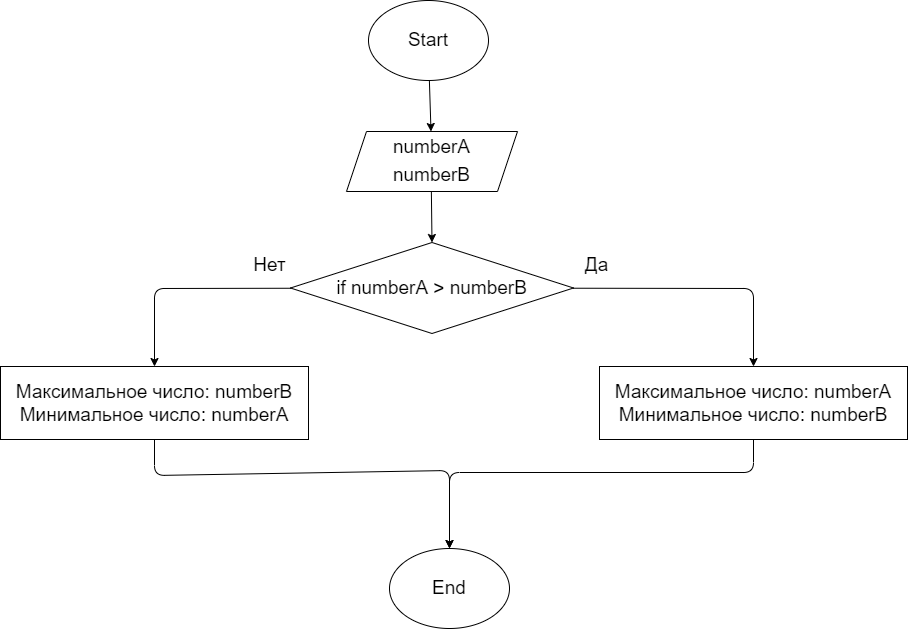 Start
numberA
numberB
Нет
Да
if numberA > numberB
Максимальное число: numberB
Минимальное число: numberA
Максимальное число: numberA
Минимальное число: numberB
End